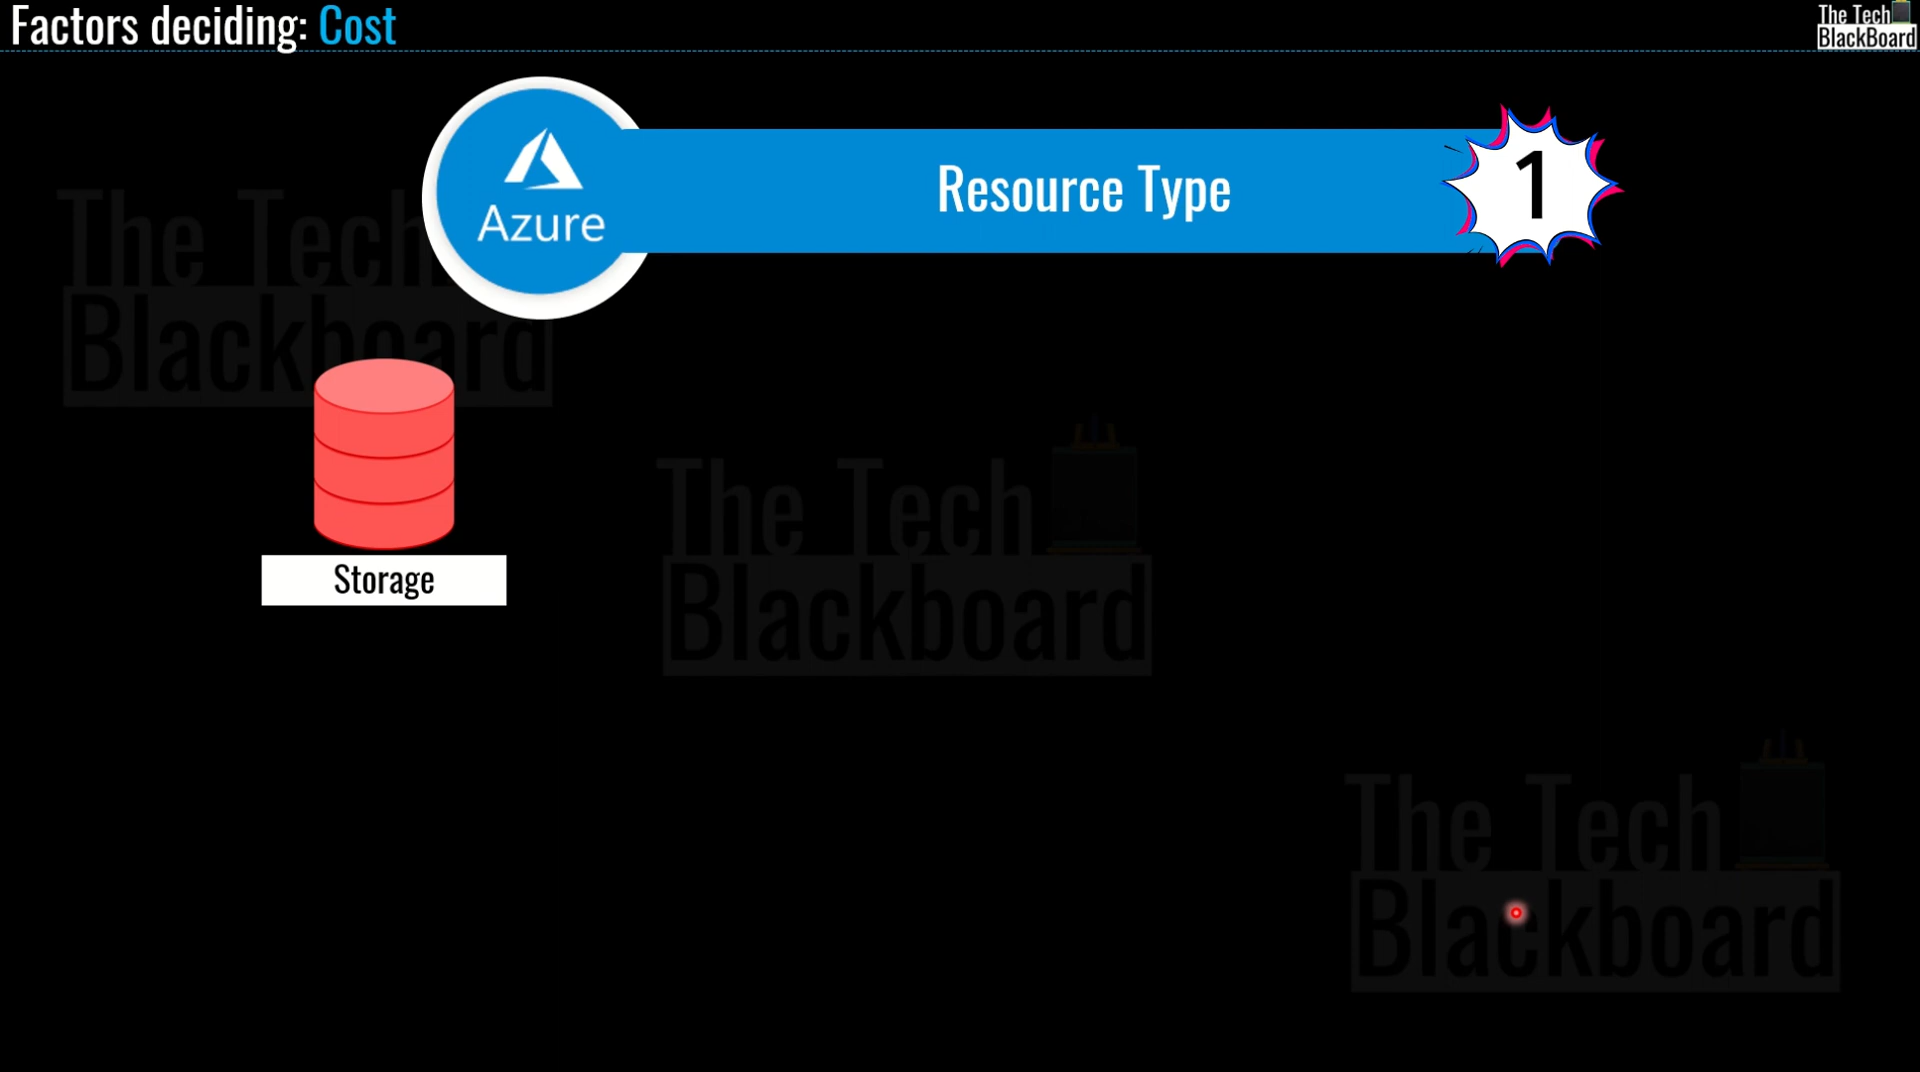 Factors deciding: Cost
The Tech
BlackBoard
Azure
Resource Type
1
The Tech
Blackboard
Storage
The Tech
Blackboard
The Tech
Blackboard